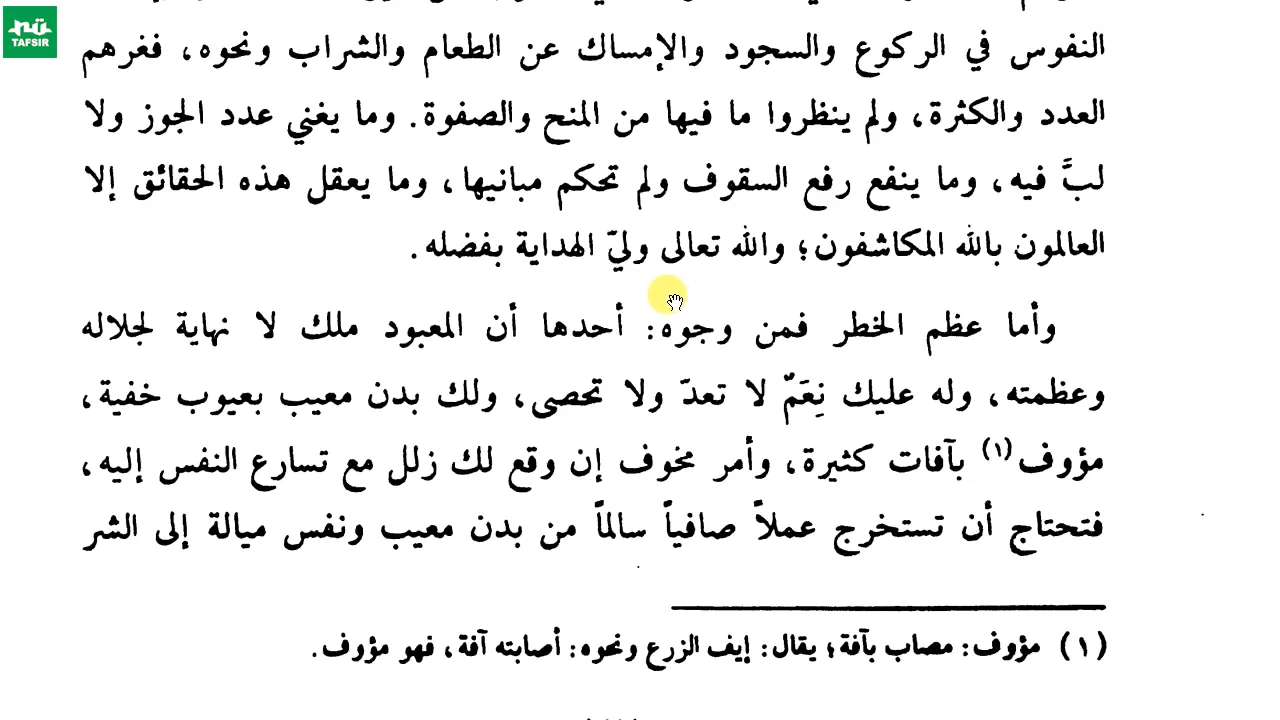 TAFSIR
النفوس في الركوع والسجود والإمساك عن الطعام والشراب ونحوه، فغرهم
العدد والكثرة، ولم ينظروا ما فيها من المنح والصفوة. وما يغني عدد الجوز ولا
لبَّ فيه، وما ينفع رفع السقوف ولم تحكم مبانيها، وما يعقل هذه الحقائق إلا
العالمون بالله المكاشفون؛ والله تعالى وليّ الهداية بفضله.
وأما عظم الخطر فمن وجوه: أحدها أن المعبود ملك لا نهاية لجلاله
وعظمته، وله عليك نِعَمٌ لا تعدّ ولا تحصى، ولك بدن معيب بعيوب خفية،
مؤوف(١) بآفات كثيرة، وأمر مخوف إن وقع لك زلل مع تسارع النفس إليه،
فتحتاج أن تستخرج عملاً صافياً سالماً من بدن معيب ونفس ميالة إلى الشر
(١) مؤوف: مصاب بآفة؛ يقال: إيف الزرع ونحوه: أصابته آفة، فهو مؤوف.